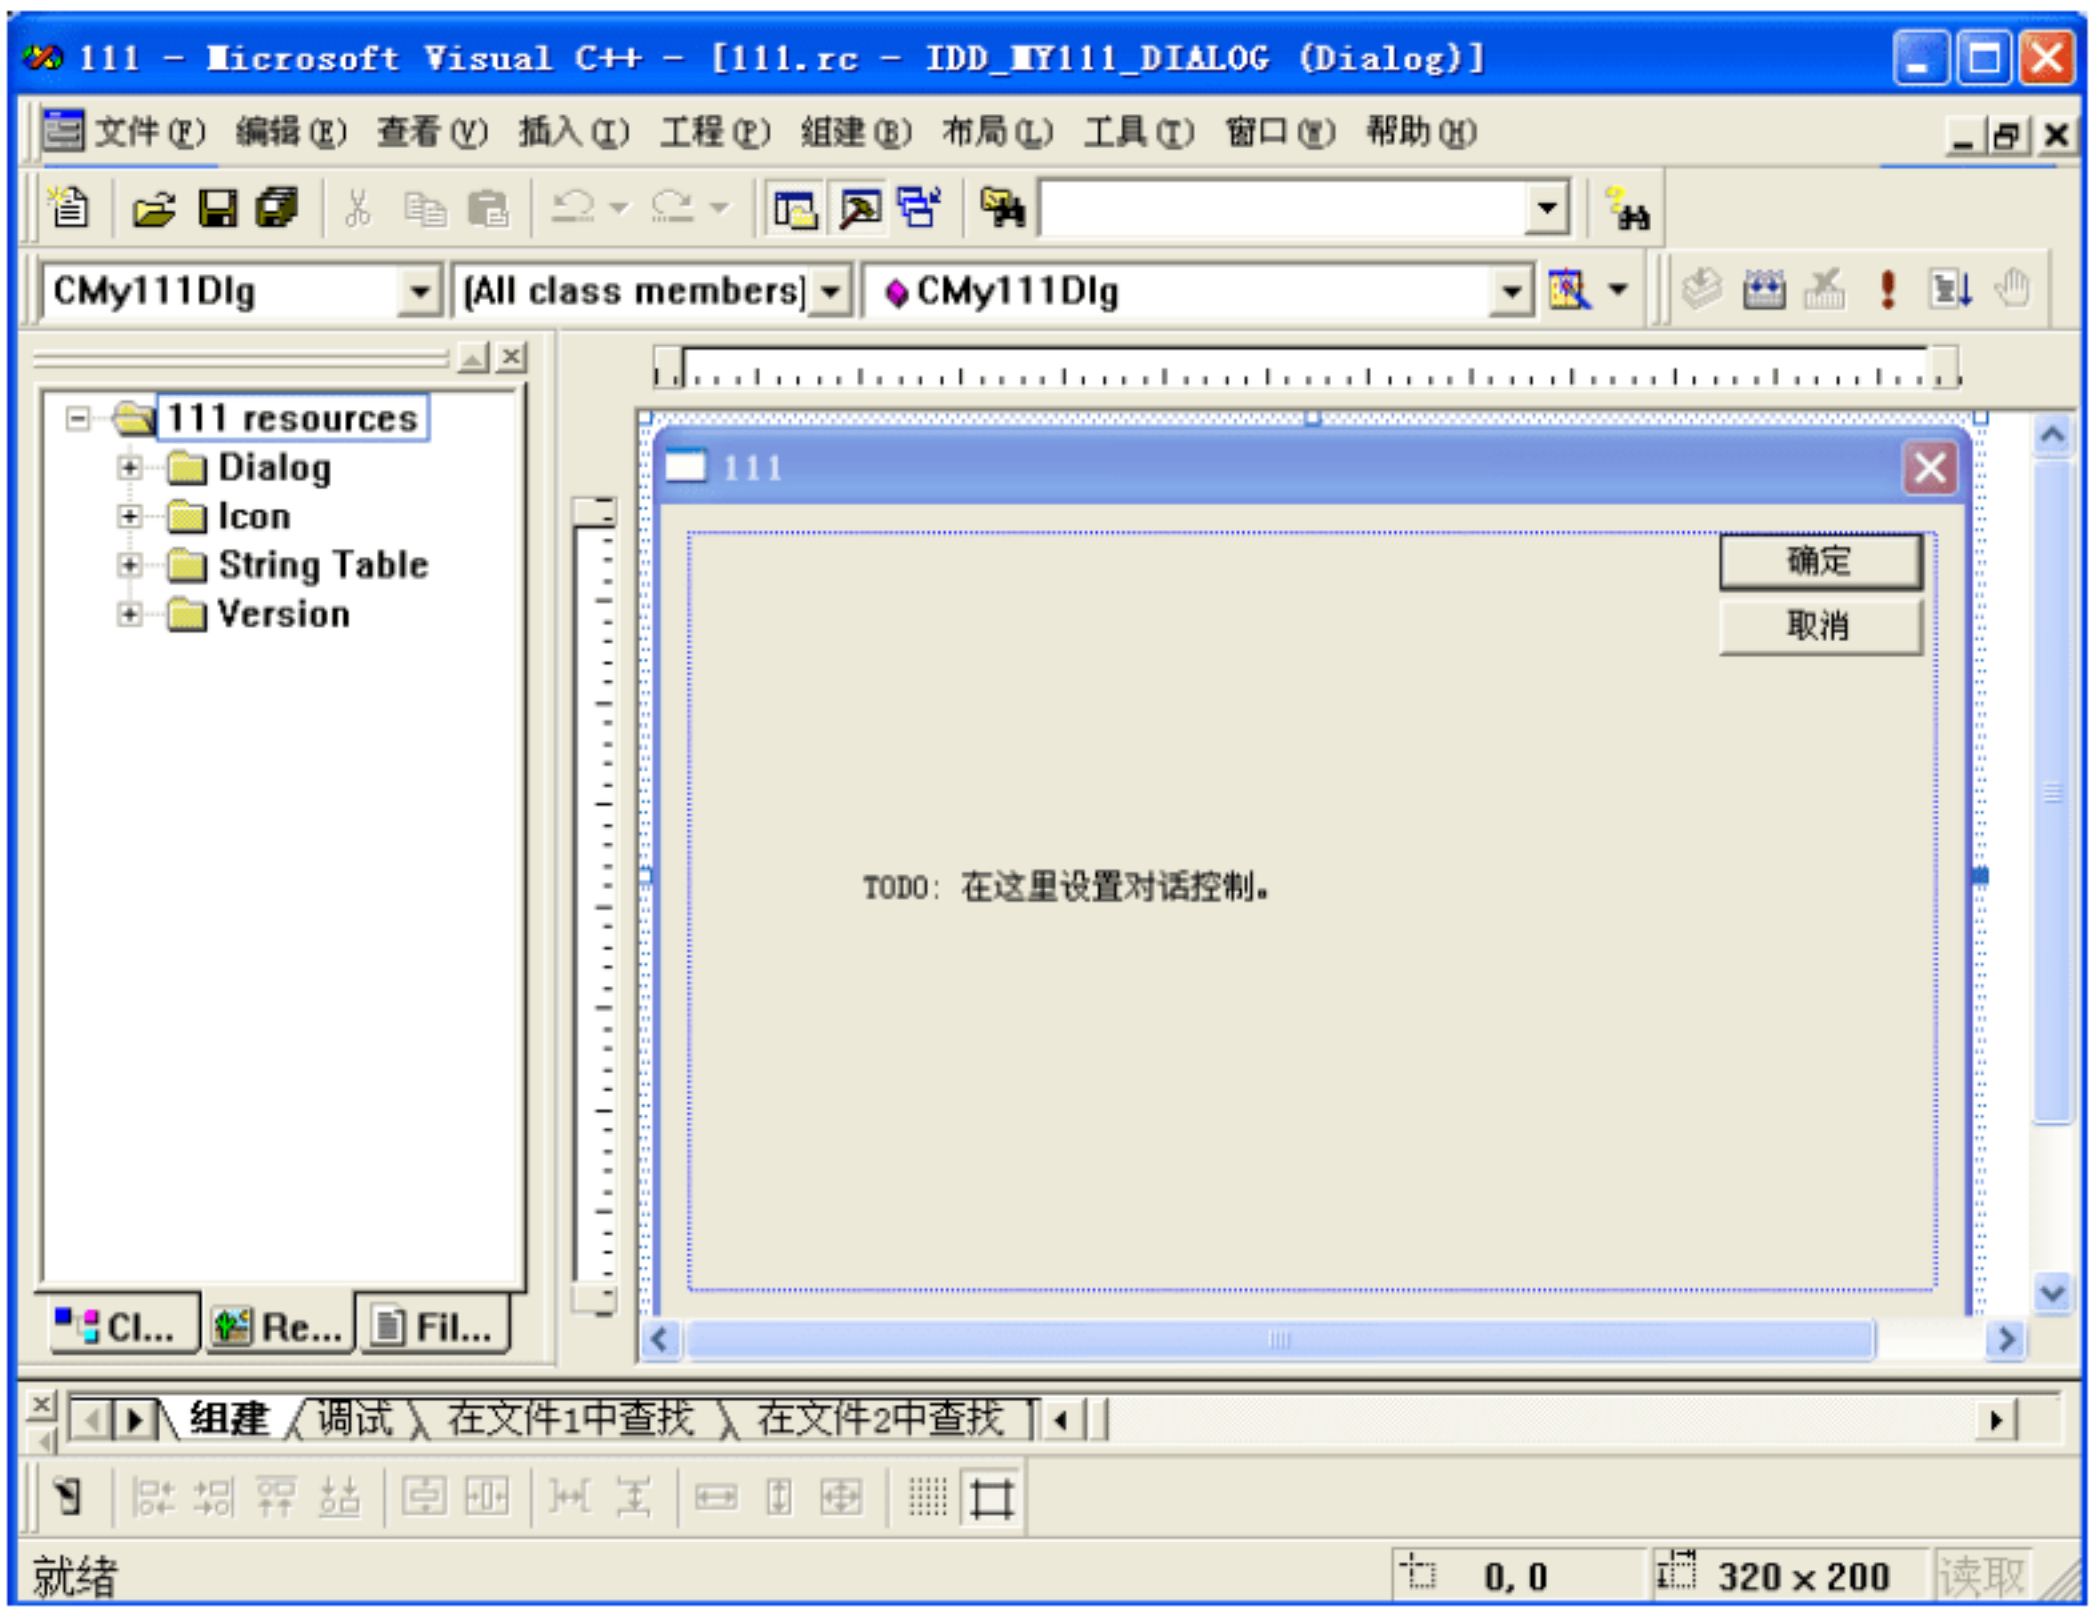 111 - Microsoft Visual C++ - [111.rc - IDD_MY111_DIALOG (Dialog)]
文件(F) 编辑(E) 查看(V) 插入(I) 工程(P) 组建(B) 布局(L) 工具(T) 窗口(W) 帮助(H)
CMy111Dlg (All class members) CMy111Dlg
111 resources
Dialog
Icon
String Table
Version
Cl... Re... Fil...
111
确定
取消
TODO: 在这里设置对话控制。
组建 调试 在文件1中查找 在文件2中查找
就绪 0, 0 320 × 200 读取